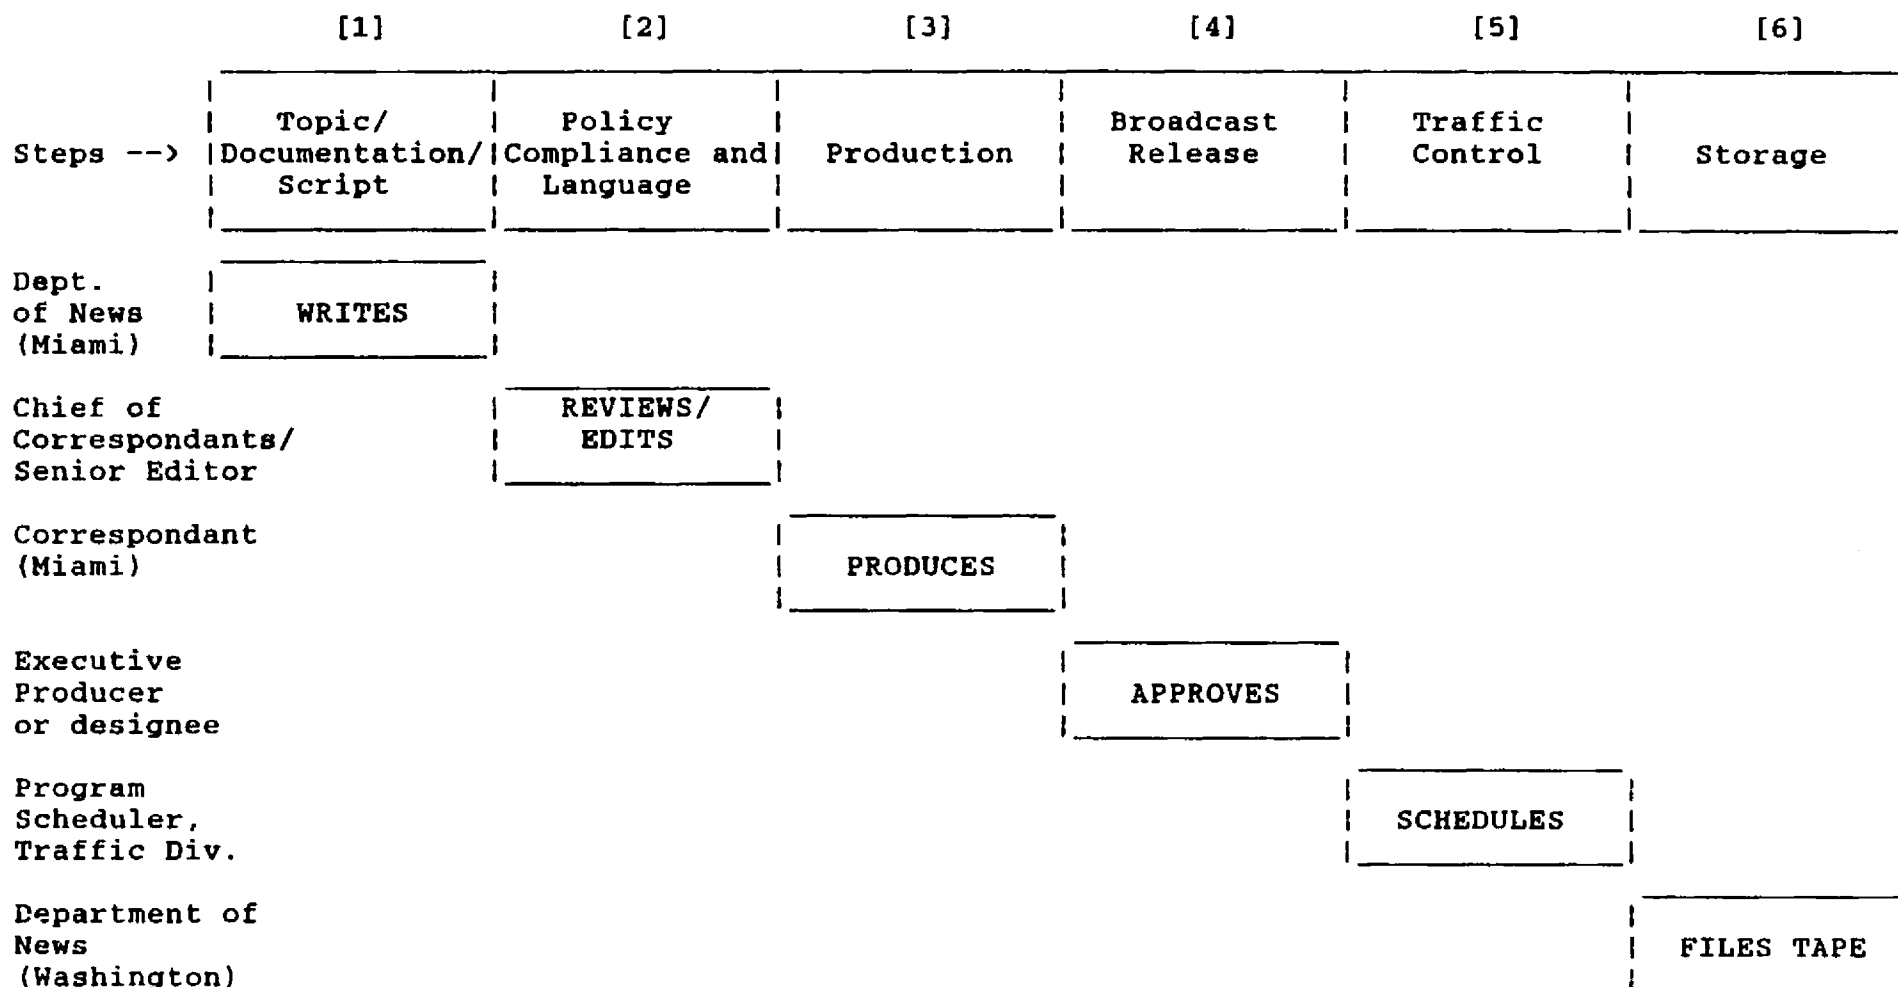 [1] [2] [3] [4] [5] [6]
Topic/ Policy Broadcast Traffic
Steps --> Documentation/ Compliance and Production Release Control Storage
Script Language
Dept.
of News WRITES
(Miami)
Chief of REVIEWS/
Correspondants/ EDITS
Senior Editor
Correspondant
(Miami) PRODUCES
Executive
Producer APPROVES
or designee
Program
Scheduler, SCHEDULES
Traffic Div.
Department of
News FILES TAPE
(Washington)